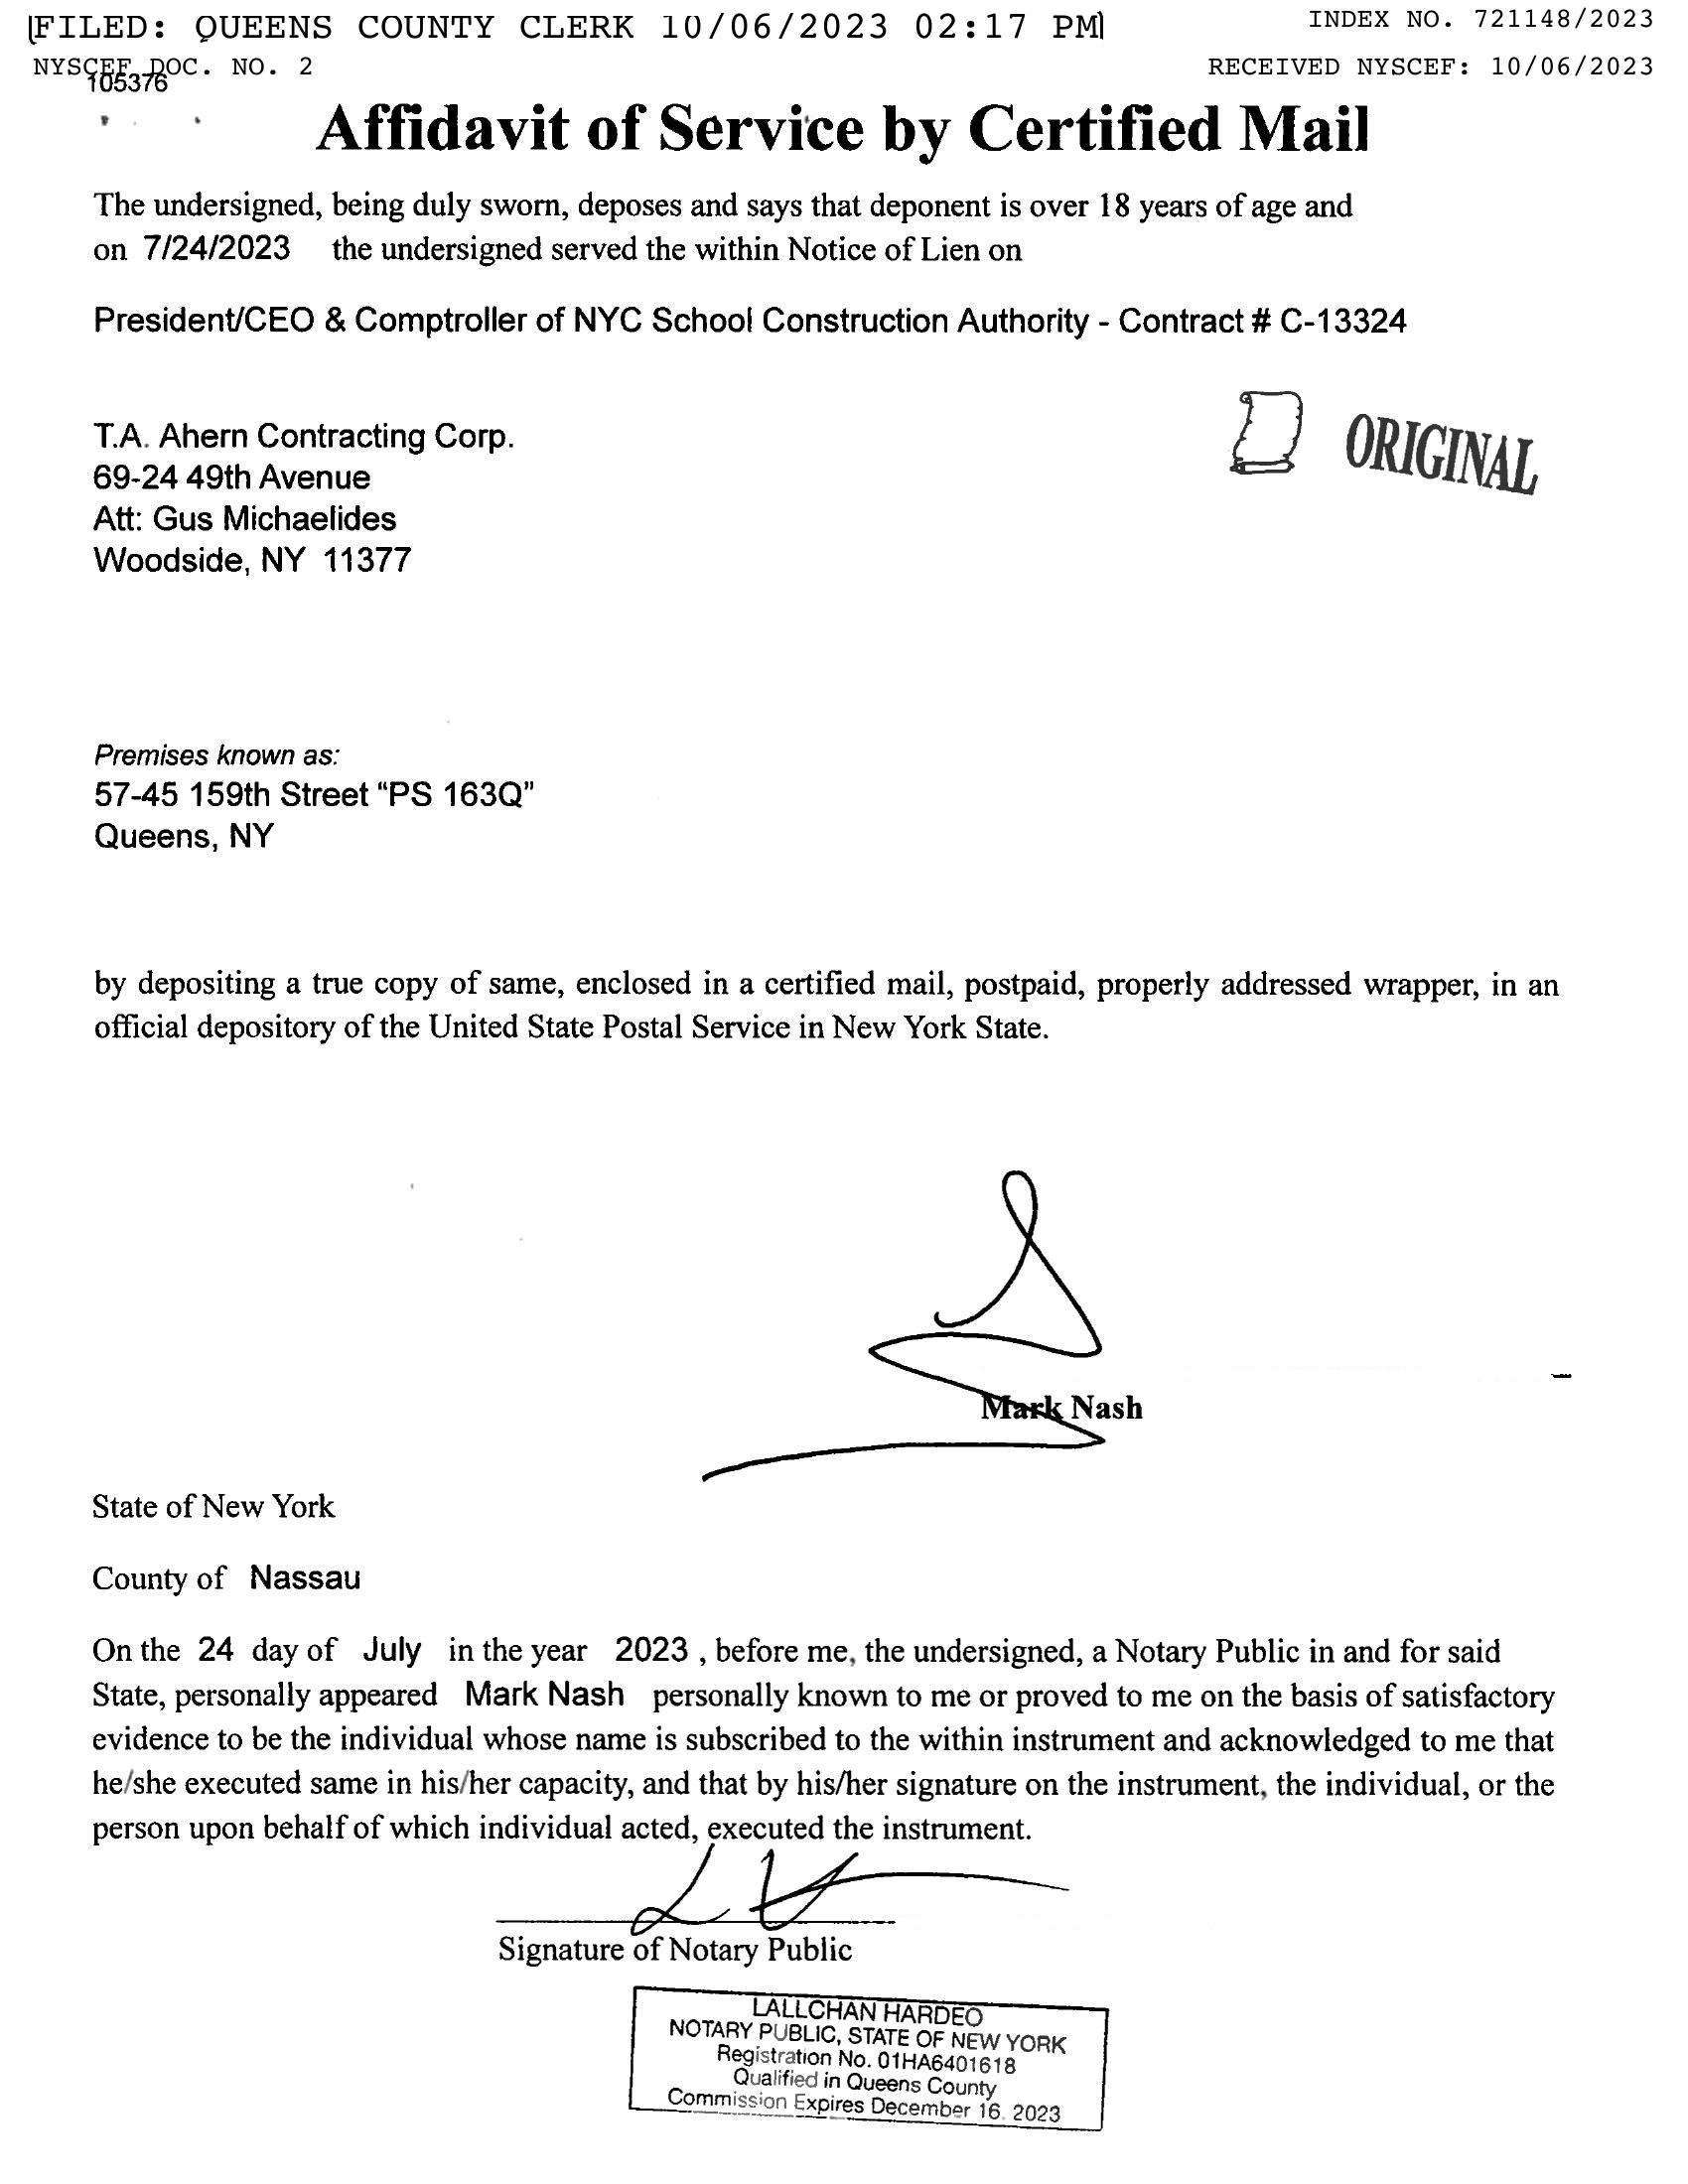 FILED: QUEENS COUNTY CLERK 10/06/2023 02:17 PM
INDEX NO. 721148/2023
NYSCEF DOC. NO. 2
RECEIVED NYSCEF: 10/06/2023
105376
Affidavit of Service by Certified Mail
The undersigned, being duly sworn, deposes and says that deponent is over 18 years of age and
on 7/24/2023 the undersigned served the within Notice of Lien on
President/CEO & Comptroller of NYC School Construction Authority - Contract # C-13324
ORIGINAL
T.A. Ahern Contracting Corp.
69-24 49th Avenue
Att: Gus Michaelides
Woodside, NY 11377
Premises known as:
57-45 159th Street “PS 163Q”
Queens, NY
by depositing a true copy of same, enclosed in a certified mail, postpaid, properly addressed wrapper, in an
official depository of the United State Postal Service in New York State.
Mark Nash
State of New York
County of Nassau
On the 24 day of July in the year 2023 , before me, the undersigned, a Notary Public in and for said
State, personally appeared Mark Nash personally known to me or proved to me on the basis of satisfactory
evidence to be the individual whose name is subscribed to the within instrument and acknowledged to me that
he/she executed same in his/her capacity, and that by his/her signature on the instrument, the individual, or the
person upon behalf of which individual acted, executed the instrument.
Signature of Notary Public
LALLCHAN HARDEO
NOTARY PUBLIC, STATE OF NEW YORK
Registration No. 01HA6401618
Qualified in Queens County
Commission Expires December 16, 2023